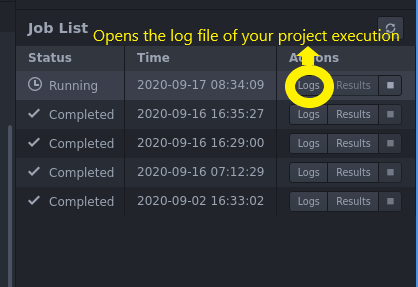 Job List
Opens the log file of your project execution
Status Time Actions
Running 2020-09-17 08:34:09 Logs Results
Completed 2020-09-16 16:35:27 Logs Results
Completed 2020-09-16 16:29:00 Logs Results
Completed 2020-09-16 07:12:29 Logs Results
Completed 2020-09-02 16:33:02 Logs Results